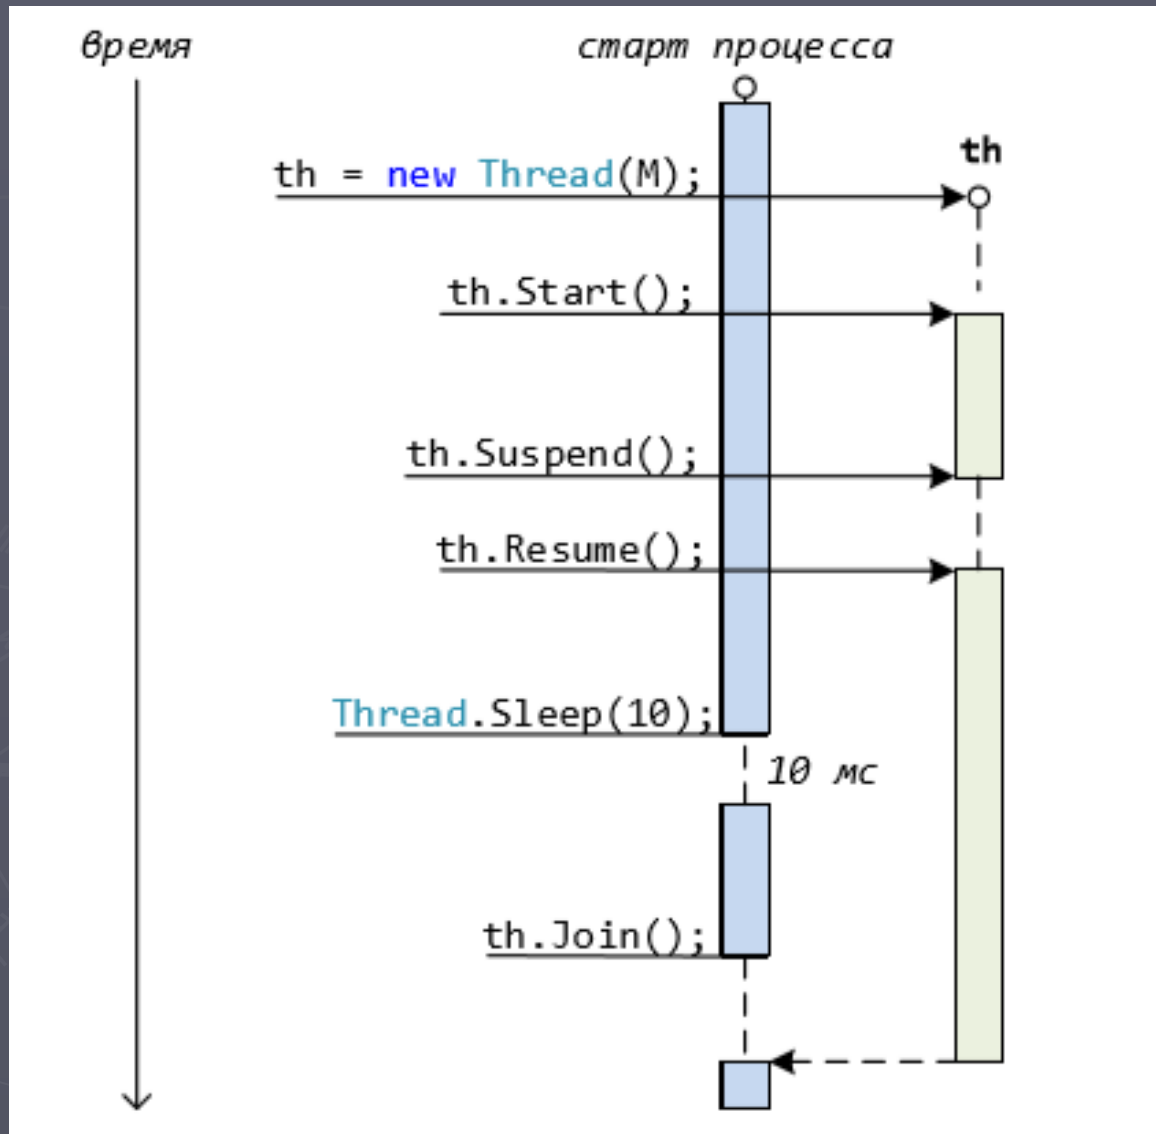 время
старт процесса
th
th = new Thread(M);
th.Start();
th.Suspend();
th.Resume();
Thread.Sleep(10);
10 мс
th.Join();